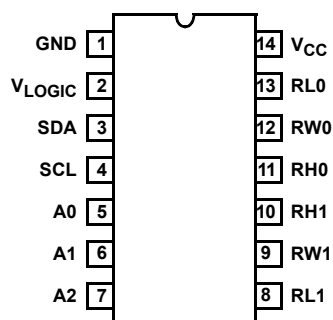 GND 1 14 VCC
VLOGIC 2 13 RL0
SDA 3 12 RW0
SCL 4 11 RH0
A0 5 10 RH1
A1 6 9 RW1
A2 7 8 RL1